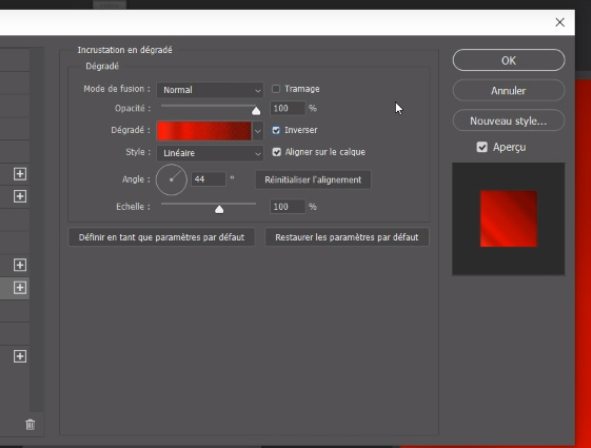 Incrustation en dégradé
Dégradé
Mode de fusion : Normal Tramage
Opacité : 100 %
Dégradé : Inverser
Style : Linéaire Aligner sur le calque
Angle : 44 ° Réinitialiser l'alignement
Echelle : 100 %
Définir en tant que paramètres par défaut Restaurer les paramètres par défaut
OK
Annuler
Nouveau style...
Aperçu